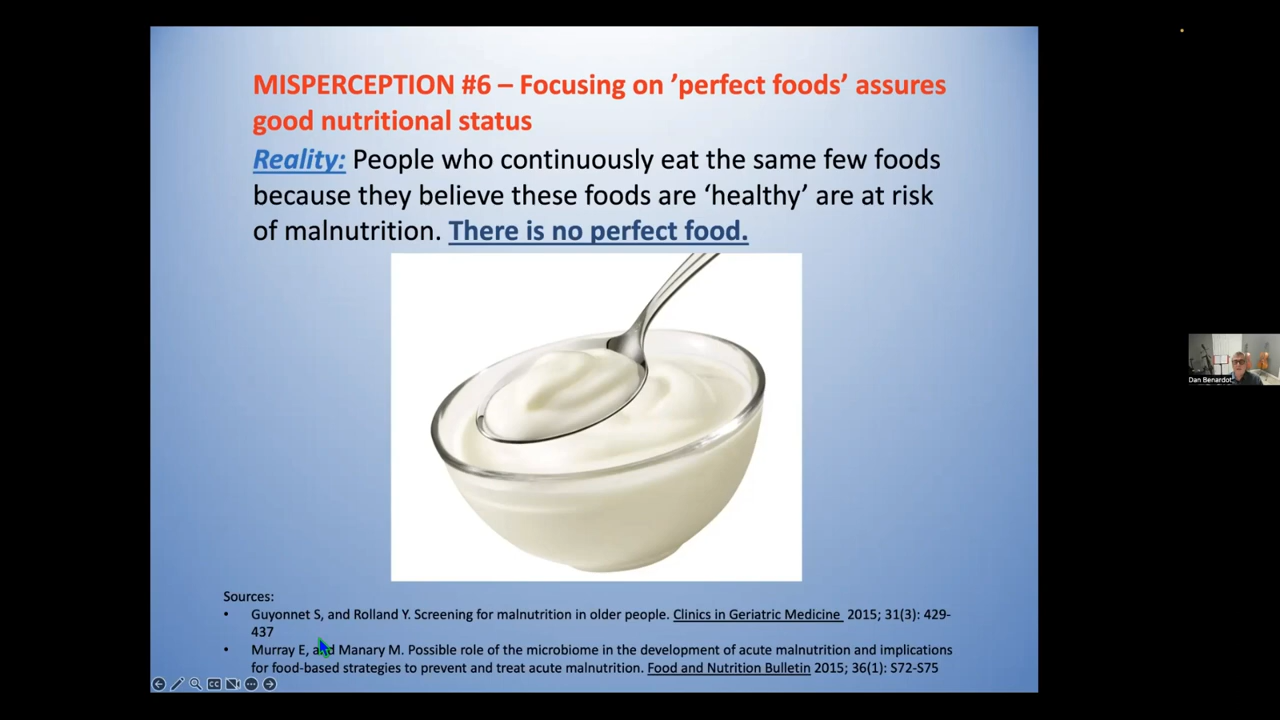 MISPERCEPTION #6 – Focusing on ’perfect foods’ assures
good nutritional status
Reality: People who continuously eat the same few foods
because they believe these foods are ‘healthy’ are at risk
of malnutrition. There is no perfect food.
Sources:
• Guyonnet S, and Rolland Y. Screening for malnutrition in older people. Clinics in Geriatric Medicine 2015; 31(3): 429-
437
• Murray E, and Manary M. Possible role of the microbiome in the development of acute malnutrition and implications
for food-based strategies to prevent and treat acute malnutrition. Food and Nutrition Bulletin 2015; 36(1): S72-S75
CC
Dan Benardot